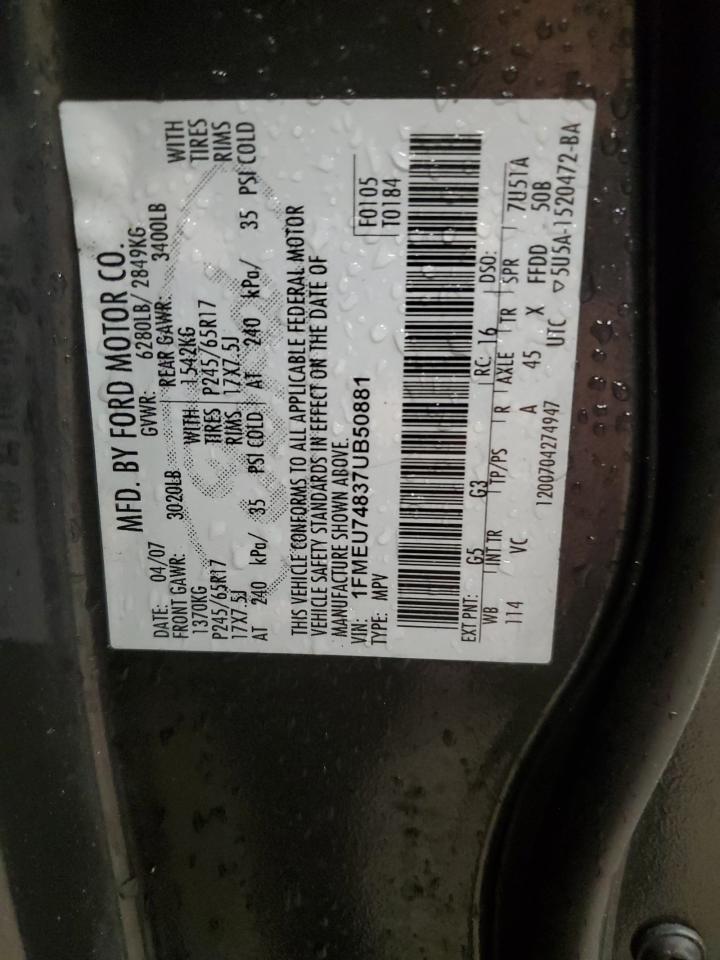 MFD. BY FORD MOTOR CO.
DATE: 04/07 GVWR: 6280LB/ 2849KG
FRONT GAWR: 3020LB REAR GAWR: 3400LB
1370KG WITH 1542KG WITH
P245/65R17 TIRES P245/65R17 TIRES
17X7.5J RIMS 17X7.5J RIMS
AT 240 kPa/ 35 PSI COLD AT 240 kPa/ 35 PSI COLD
THIS VEHICLE CONFORMS TO ALL APPLICABLE FEDERAL MOTOR
VEHICLE SAFETY STANDARDS IN EFFECT ON THE DATE OF
MANUFACTURE SHOWN ABOVE.
VIN: 1FMEU74837UB50881 F0105
TYPE: MPV T0184
EXT PNT: G5 G3 RC: 16 DSO:
WB INT TR TP/PS R AXLE TR SPR 7U51A
114 VC A 45 X FFDD 50B
1200704274947 UTC ▽5U5A-1520472-BA